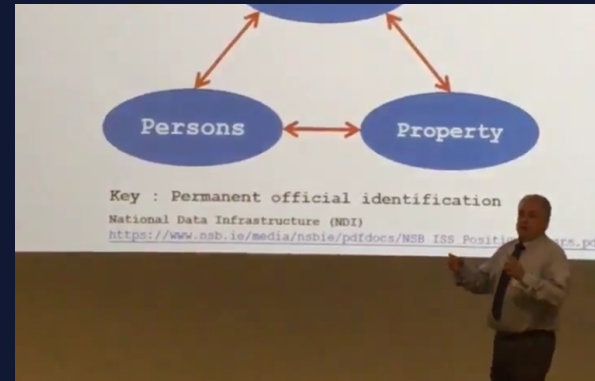 Persons
Property
Key : Permanent official identification
National Data Infrastructure (NDI)
https://www.nsb.ie/media/nsbie/pdfdocs/NSB ISS Positi